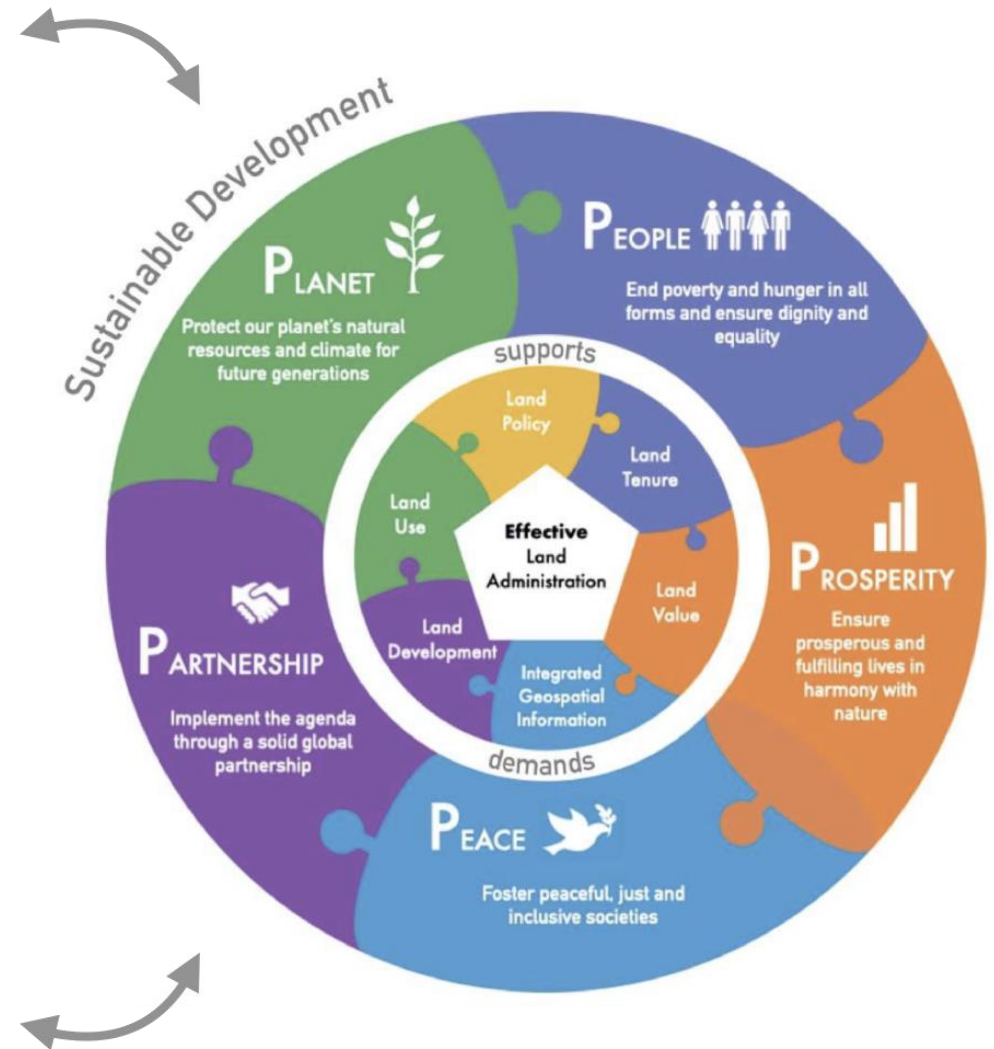 Sustainable Development
PLANET
Protect our planet's natural
resources and climate for
future generations
PEOPLE
End poverty and hunger in all
forms and ensure dignity and
equality
PROSPERITY
Ensure
prosperous and
fulfilling lives in
harmony with
nature
PEACE
Foster peaceful, just and
inclusive societies
PARTNERSHIP
Implement the agenda
through a solid global
partnership
supports
Land
Policy
Land
Tenure
Land
Value
Integrated
Geospatial
Information
Land
Development
Land
Use
Effective
Land
Administration
demands